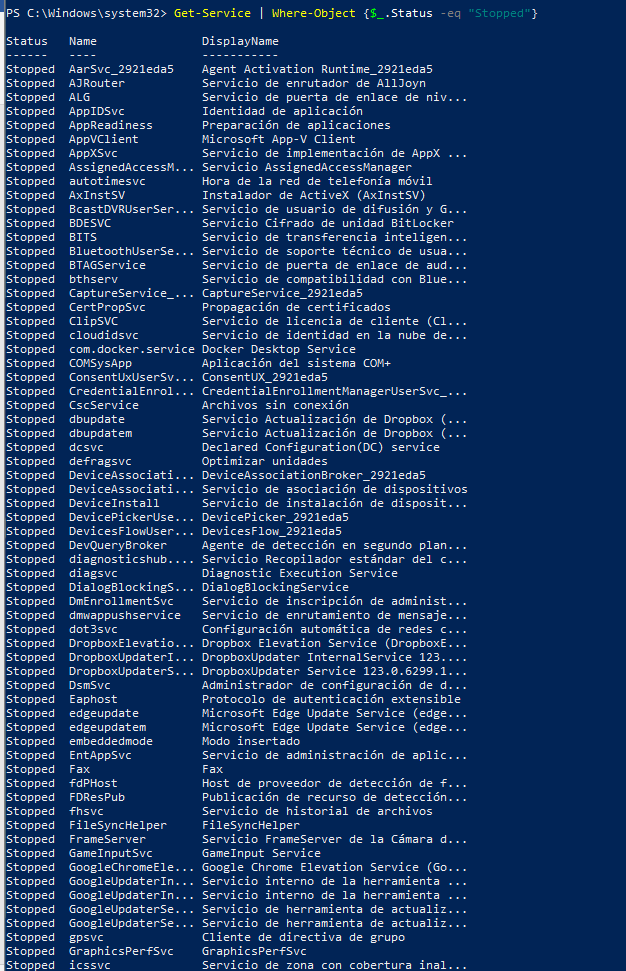 PS C:\Windows\system32> Get-Service | Where-Object {$_.Status -eq "Stopped"}
Status Name DisplayName
------ ---- -----------
Stopped AarSvc_2921eda5 Agent Activation Runtime_2921eda5
Stopped AJRouter Servicio de enrutador de AllJoyn
Stopped ALG Servicio de puerta de enlace de niv...
Stopped AppIDSvc Identidad de aplicación
Stopped AppReadiness Preparación de aplicaciones
Stopped AppVClient Microsoft App-V Client
Stopped AppXSvc Servicio de implementación de AppX ...
Stopped AssignedAccessM... Servicio AssignedAccessManager
Stopped autotimesvc Hora de la red de telefonía móvil
Stopped AxInstSV Instalador de ActiveX (AxInstSV)
Stopped BcastDVRUserSer... Servicio de usuario de difusión y G...
Stopped BDESVC Servicio Cifrado de unidad BitLocker
Stopped BITS Servicio de transferencia inteligen...
Stopped BluetoothUserSe... Servicio de soporte técnico de usua...
Stopped BTAGService Servicio de puerta de enlace de aud...
Stopped bthserv Servicio de compatibilidad con Blue...
Stopped CaptureService_... CaptureService_2921eda5
Stopped CertPropSvc Propagación de certificados
Stopped ClipSVC Servicio de licencia de cliente (Cl...
Stopped cloudidsvc Servicio de identidad en la nube de...
Stopped com.docker.service Docker Desktop Service
Stopped COMSysApp Aplicación del sistema COM+
Stopped ConsentUxUserSv... ConsentUX_2921eda5
Stopped CredentialEnrol... CredentialEnrollmentManagerUserSvc_...
Stopped CscService Archivos sin conexión
Stopped dbupdate Servicio Actualización de Dropbox (...
Stopped dbupdatem Servicio Actualización de Dropbox (...
Stopped dcsvc Declared Configuration(DC) service
Stopped defragsvc Optimizar unidades
Stopped DeviceAssociati... DeviceAssociationBroker_2921eda5
Stopped DeviceAssociati... Servicio de asociación de dispositivos
Stopped DeviceInstall Servicio de instalación de disposit...
Stopped DevicePickerUse... DevicePicker_2921eda5
Stopped DevicesFlowUser... DevicesFlow_2921eda5
Stopped DevQueryBroker Agente de detección en segundo plan...
Stopped diagnosticshub.... Servicio Recopilador estándar del c...
Stopped diagsvc Diagnostic Execution Service
Stopped DialogBlockingS... DialogBlockingService
Stopped DmEnrollmentSvc Servicio de inscripción de administ...
Stopped dmwappushservice Servicio de enrutamiento de mensaje...
Stopped dot3svc Configuración automática de redes c...
Stopped DropboxElevatio... Dropbox Elevation Service (DropboxE...
Stopped DropboxUpdaterI... DropboxUpdater InternalService 123....
Stopped DropboxUpdaterS... DropboxUpdater Service 123.0.6299.1...
Stopped DsmSvc Administrador de configuración de d...
Stopped Eaphost Protocolo de autenticación extensible
Stopped edgeupdate Microsoft Edge Update Service (edge...
Stopped edgeupdatem Microsoft Edge Update Service (edge...
Stopped embeddedmode Modo insertado
Stopped EntAppSvc Servicio de administración de aplic...
Stopped Fax Fax
Stopped fdPHost Host de proveedor de detección de f...
Stopped FDResPub Publicación de recurso de detección...
Stopped fhsvc Servicio de historial de archivos
Stopped FileSyncHelper FileSyncHelper
Stopped FrameServer Servicio FrameServer de la Cámara d...
Stopped GameInputSvc GameInput Service
Stopped GoogleChromeEle... Google Chrome Elevation Service (Go...
Stopped GoogleUpdaterIn... Servicio interno de la herramienta ...
Stopped GoogleUpdaterIn... Servicio interno de la herramienta ...
Stopped GoogleUpdaterSe... Servicio de herramienta de actualiz...
Stopped GoogleUpdaterSe... Servicio de herramienta de actualiz...
Stopped gpsvc Cliente de directiva de grupo
Stopped GraphicsPerfSvc GraphicsPerfSvc
Stopped icssvc Servicio de zona con cobertura inal...